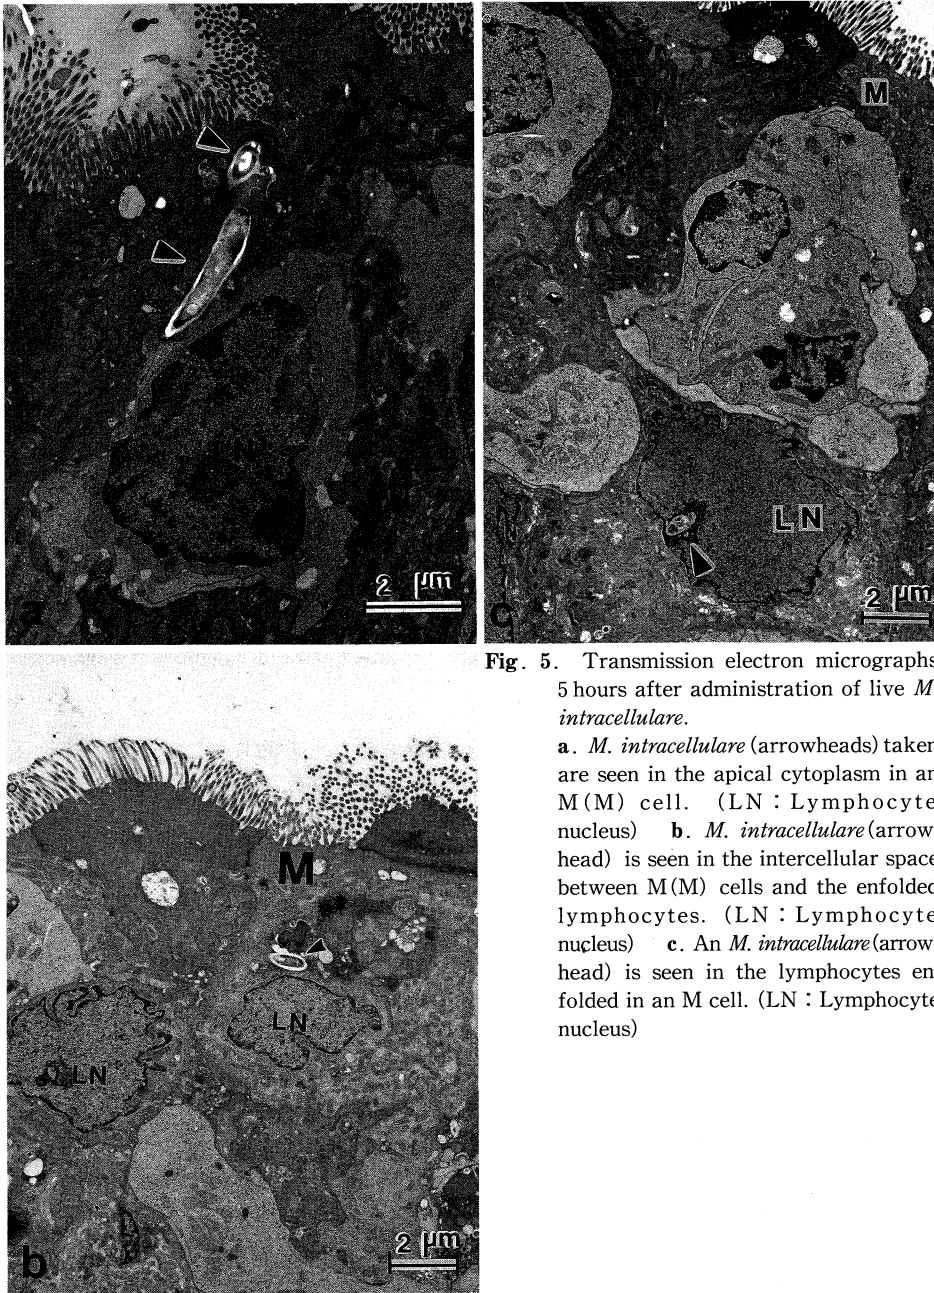 LN
2 µm
a
M
LN
2 µm
c
M
LN
LN
2 µm
b
Fig. 5. Transmission electron micrographs
5 hours after administration of live M
intracellulare.
a. M. intracellulare (arrowheads) taken
are seen in the apical cytoplasm in an
M(M) cell. (LN : Lymphocyte
nucleus) b. M. intracellulare (arrow
head) is seen in the intercellular space
between M(M) cells and the enfolded
lymphocytes. (LN : Lymphocyte
nucleus) c. An M. intracellulare (arrow
head) is seen in the lymphocytes en
folded in an M cell. (LN : Lymphocyte
nucleus)